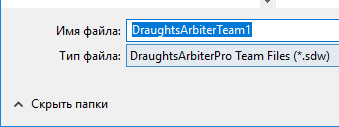 Имя файла: DraughtsArbiterTeam1
Тип файла: DraughtsArbiterPro Team Files (*.sdw)
Скрыть папки